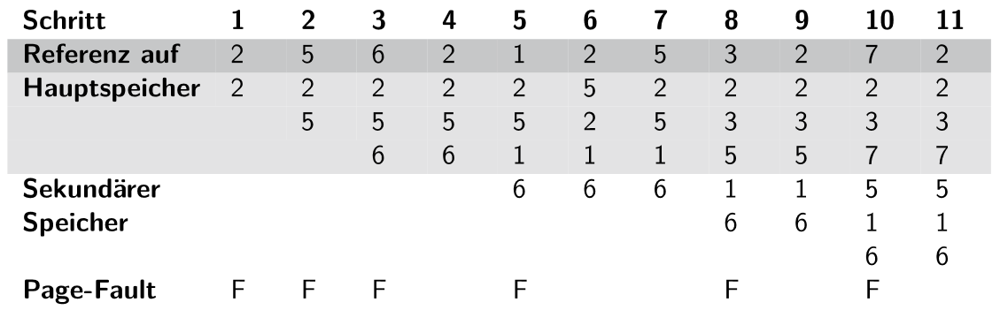 Schritt 1 2 3 4 5 6 7 8 9 10 11
Referenz auf 2 5 6 2 1 2 5 3 2 7 2
Hauptspeicher 2 2 2 2 2 5 2 2 2 2 2
5 5 5 5 2 5 3 3 3 3
6 6 1 1 1 5 5 7 7
Sekundärer 6 6 6 1 1 5 5
Speicher 6 6 1 1
6 6
Page-Fault F F F F F F